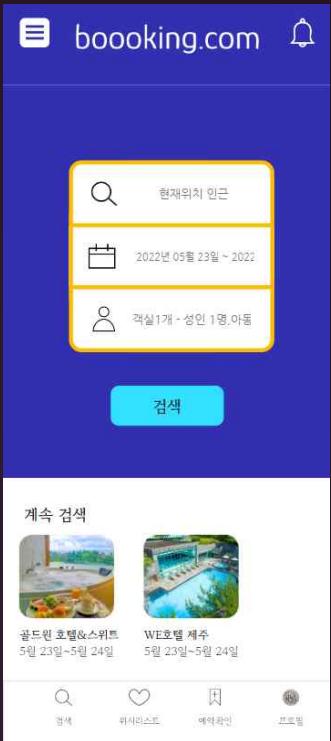 boooking.com
현재위치 인근
2022년 05월 23일 ~ 2022
객실1개 - 성인 1명,아동
검색
계속 검색
골드원 호텔&스위트
5월 23일~5월 24일
WE호텔 제주
5월 23일~5월 24일
검색
위시리스트
예약확인
프로필